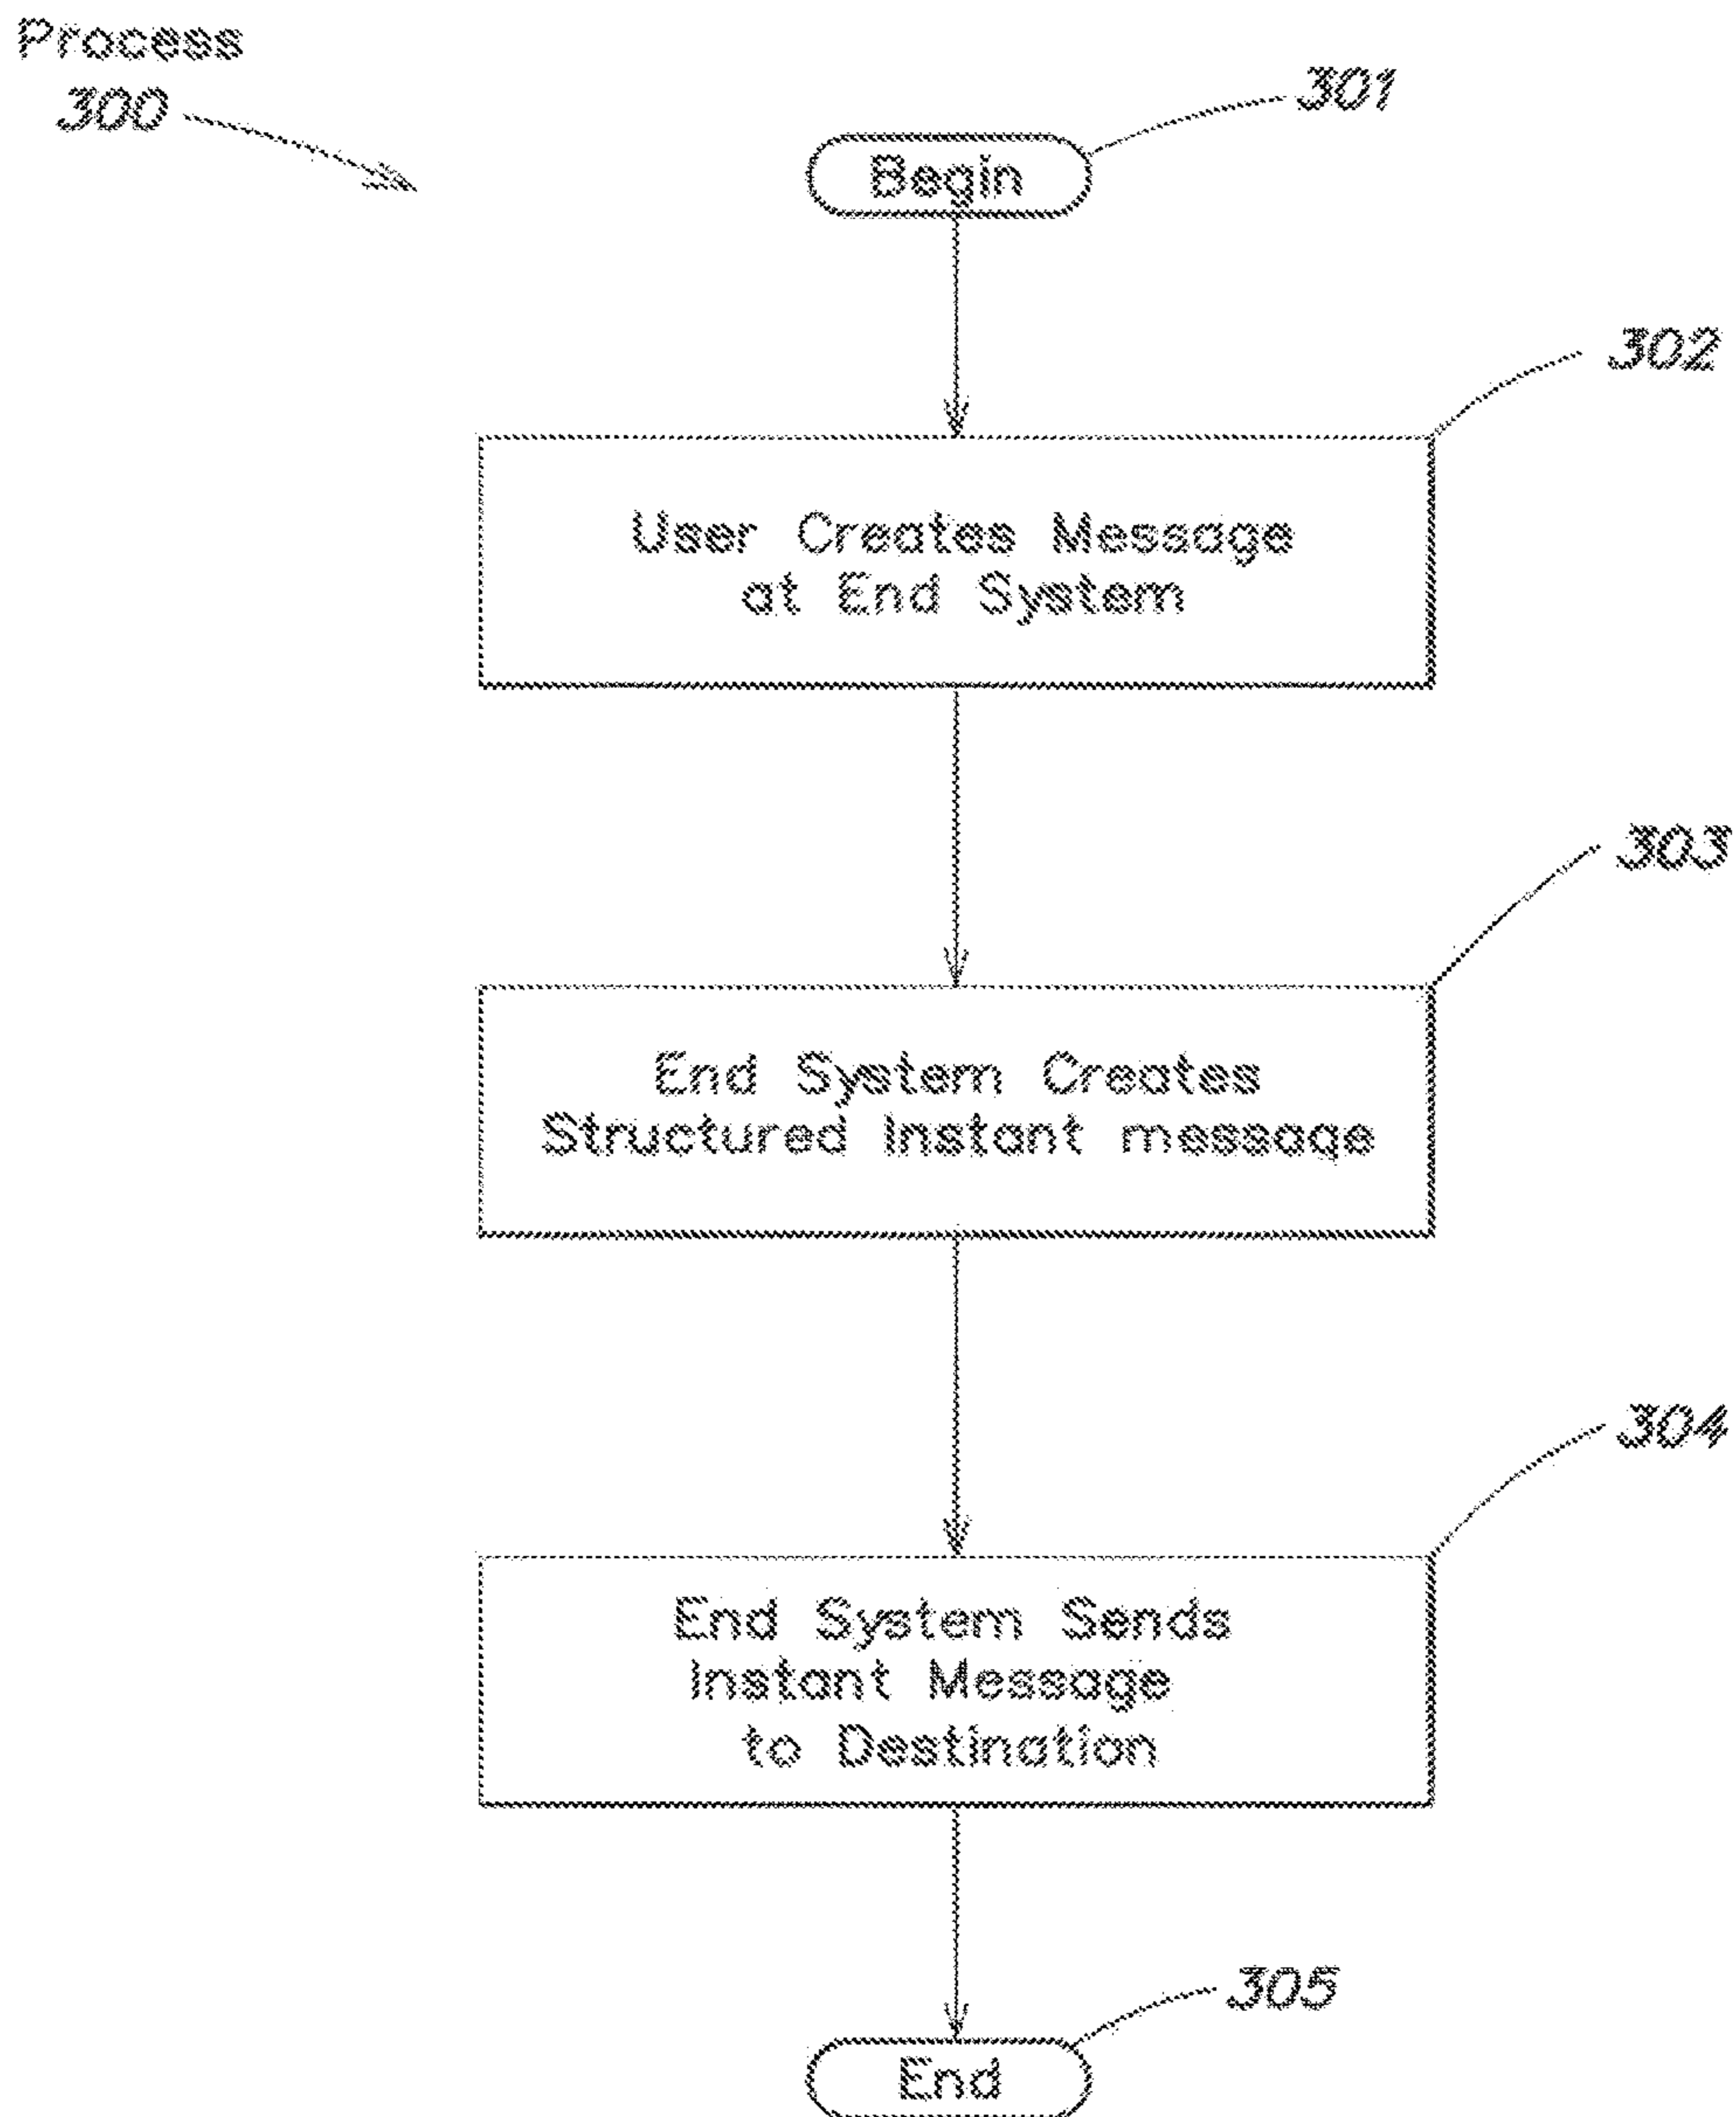 Process
300
301
Begin
302
User Creates Message
at End System
303
End System Creates
Structured Instant message
304
End System Sends
Instant Message
to Destination
305
End